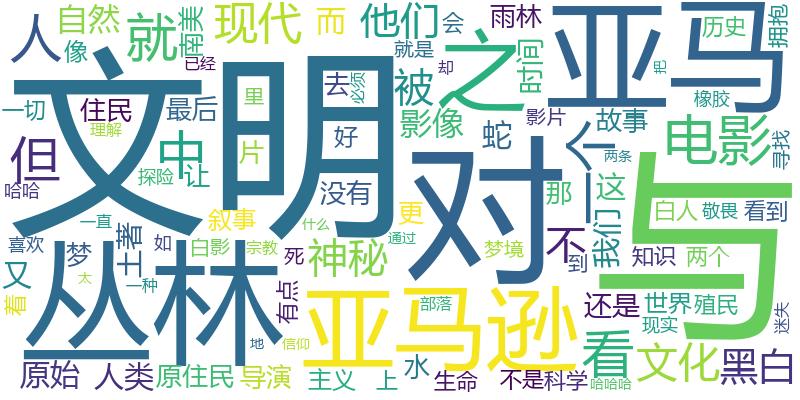 人
自然
就
南美
现代
而
他们
会
雨林
亚马
历史
拥抱
像
已经
就是
却
时间
把
一切
住民
最后
里
去
必须
被
之
橡胶
理解
文明
影像
影片
故事
电影
寻找
但
中
片
好
蛇
一个
两条
哈哈
探险
让
没有
对
那
这
与
一直
土著
叙事
什么
更
不
我们
白人
敬畏
看到
喜欢
梦
如
白影
宗教
死
神秘
通过
梦境
到
知识
两个
又
太
一种
丛林
有点
着
地
信仰
亚马逊
部落
还是
世界
殖民
现实
迷失
看
文化
黑白
原始
人类
原住民
导演
主义
上
水
生命
不是
科学
哈哈哈